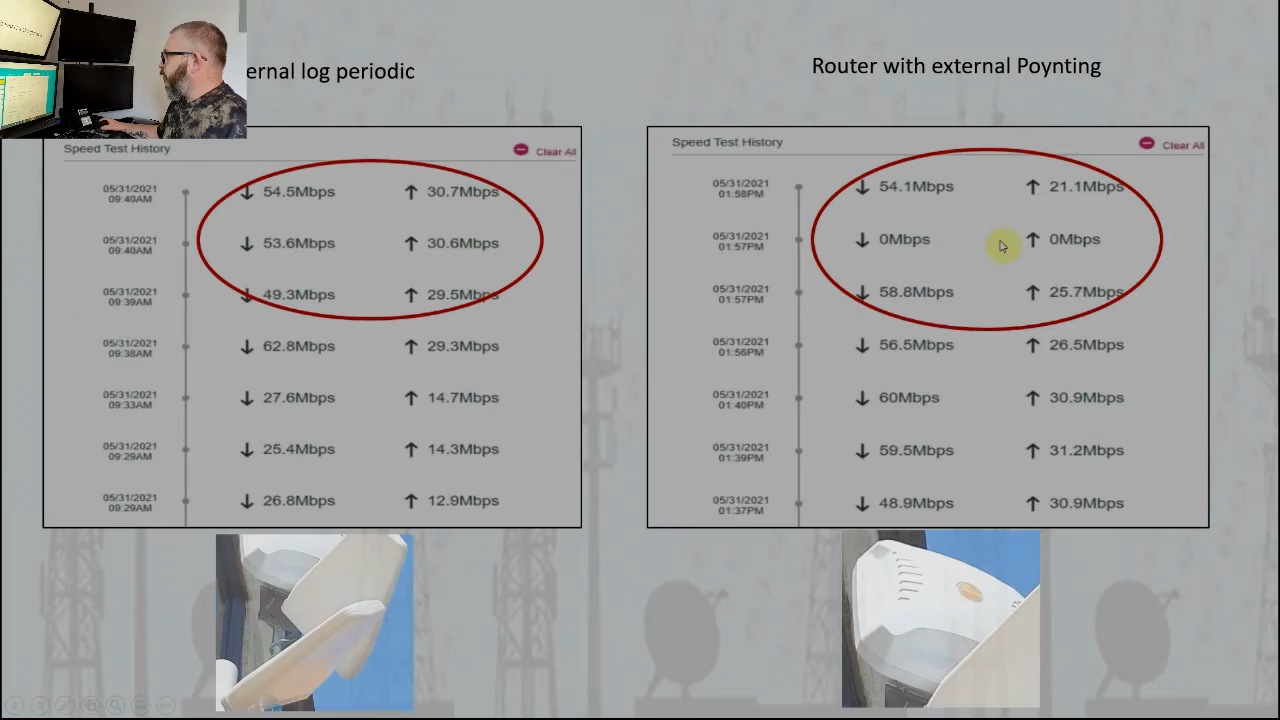 ernal log periodic
Router with external Poynting
Speed Test History
Clear All
05/31/2021
09:40AM
↓ 54.5Mbps
↑ 30.7Mbps
05/31/2021
09:40AM
↓ 53.6Mbps
↑ 30.6Mbps
05/31/2021
09:39AM
↓ 49.3Mbps
↑ 29.5Mbps
05/31/2021
09:38AM
↓ 62.8Mbps
↑ 29.3Mbps
05/31/2021
09:33AM
↓ 27.6Mbps
↑ 14.7Mbps
05/31/2021
09:29AM
↓ 25.4Mbps
↑ 14.3Mbps
05/31/2021
09:29AM
↓ 26.8Mbps
↑ 12.9Mbps
Speed Test History
Clear All
05/31/2021
01:58PM
↓ 54.1Mbps
↑ 21.1Mbps
05/31/2021
01:57PM
↓ 0Mbps
↑ 0Mbps
05/31/2021
01:57PM
↓ 58.8Mbps
↑ 25.7Mbps
05/31/2021
01:56PM
↓ 56.5Mbps
↑ 26.5Mbps
05/31/2021
01:40PM
↓ 60Mbps
↑ 30.9Mbps
05/31/2021
01:39PM
↓ 59.5Mbps
↑ 31.2Mbps
05/31/2021
01:37PM
↓ 48.9Mbps
↑ 30.9Mbps